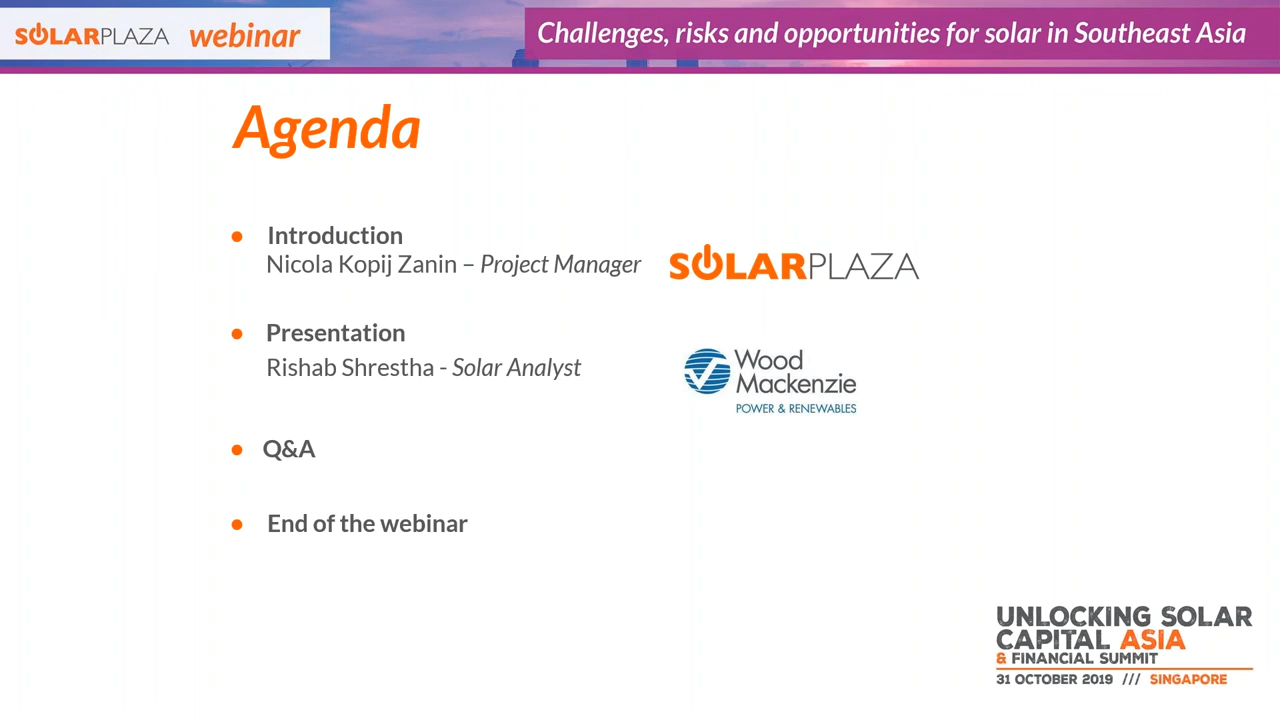 SOLARPLAZA webinar
Challenges, risks and opportunities for solar in Southeast Asia
Agenda
● Introduction
Nicola Kopij Zanin – Project Manager
SOLARPLAZA
● Presentation
Rishab Shrestha - Solar Analyst
Wood
Mackenzie
POWER & RENEWABLES
● Q&A
● End of the webinar
UNLOCKING SOLAR
CAPITAL ASIA
& FINANCIAL SUMMIT
31 OCTOBER 2019 /// SINGAPORE